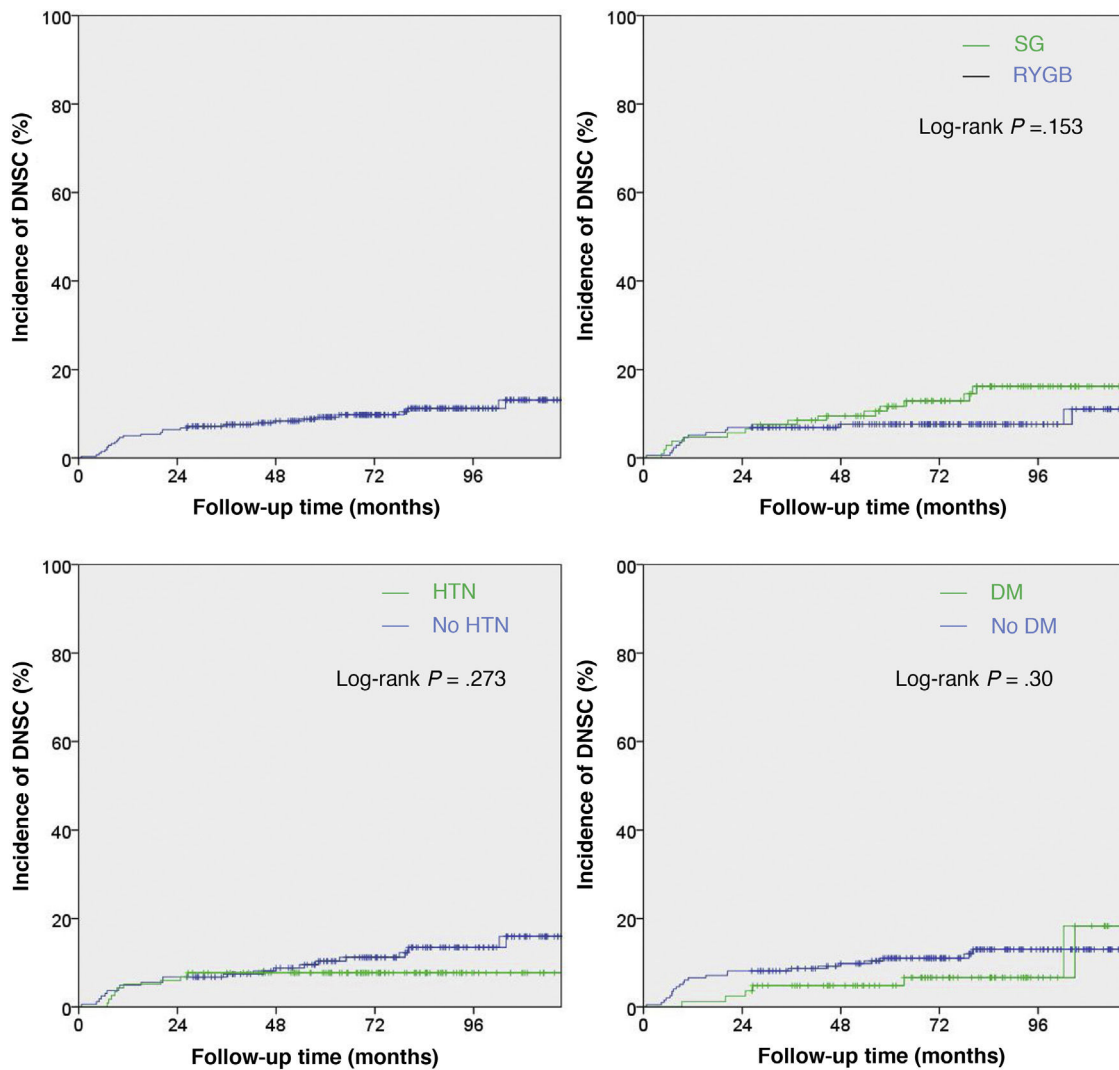 100
80
60
40
20
0
0 24 48 72 96
Incidence of DNSC (%)
Follow-up time (months)
100
80
60
40
20
0
0 24 48 72 96
Incidence of DNSC (%)
SG
RYGB
Log-rank P =.153
Follow-up time (months)
100
80
60
40
20
0
0 24 48 72 96
Incidence of DNSC (%)
HTN
No HTN
Log-rank P = .273
Follow-up time (months)
00
80
60
40
20
0
0 24 48 72 96
Incidence of DNSC (%)
DM
No DM
Log-rank P = .30
Follow-up time (months)